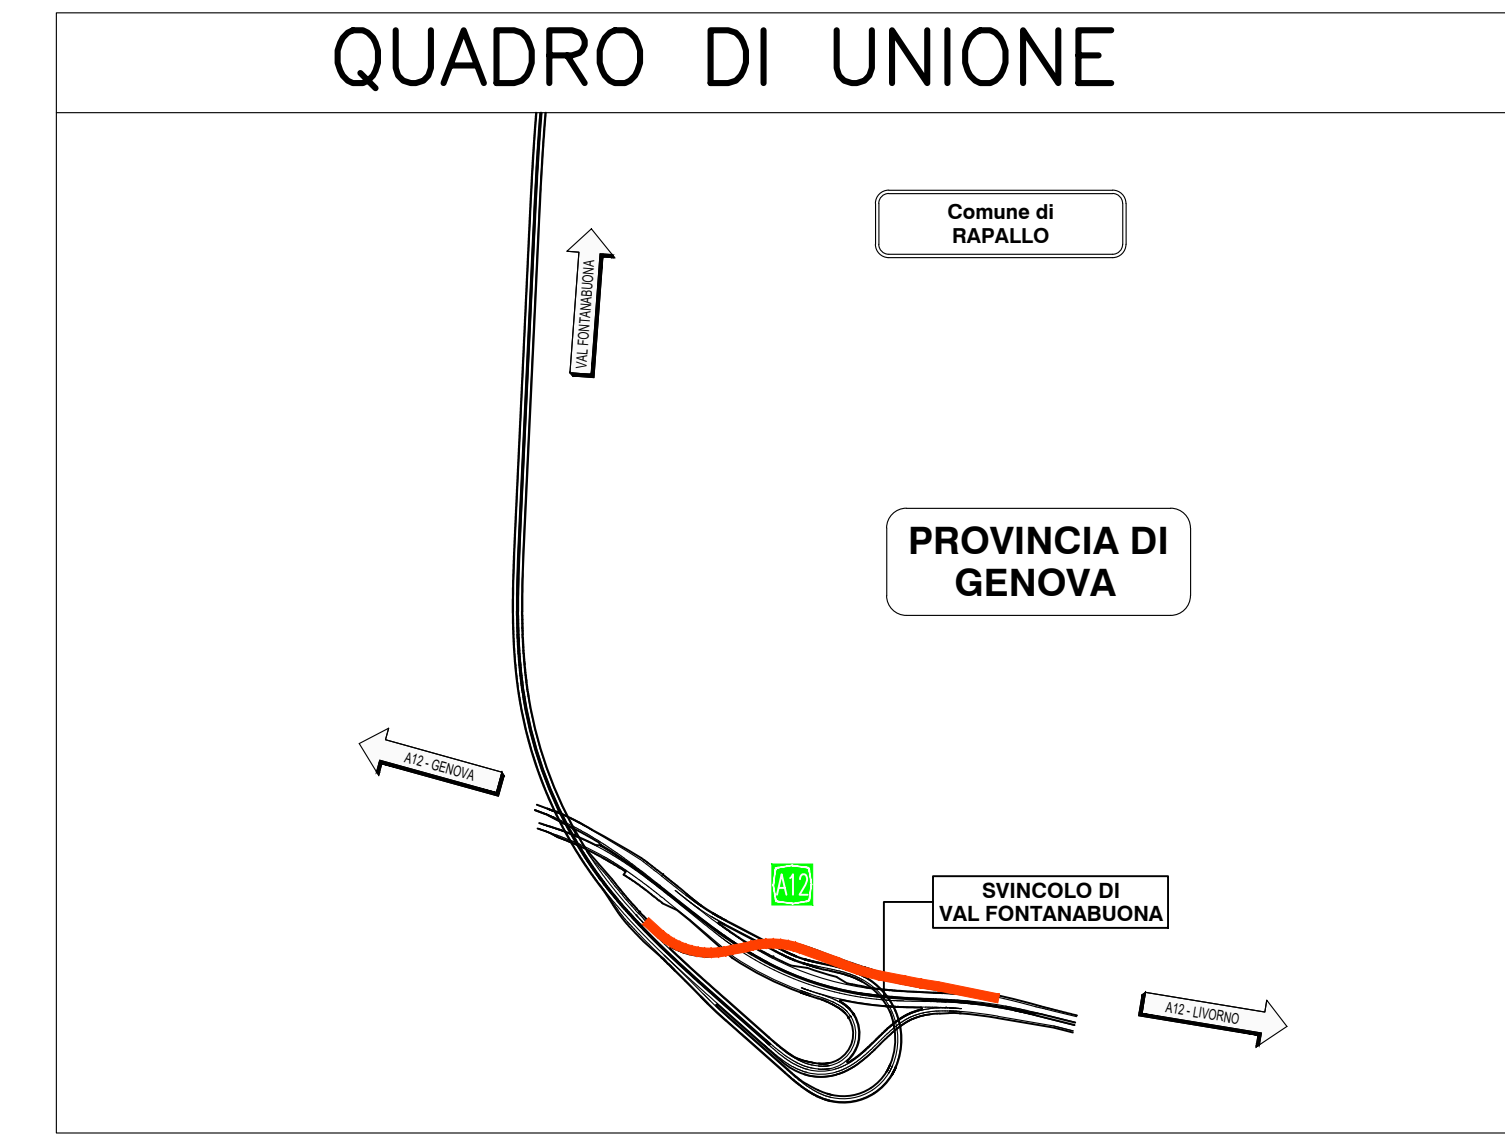 QUADRO DI UNIONE
Comune di
RAPALLO
VAL FONTANABUONA
PROVINCIA DI
GENOVA
A12 - GENOVA
A12
SVINCOLO DI
VAL FONTANABUONA
A12 - LIVORNO